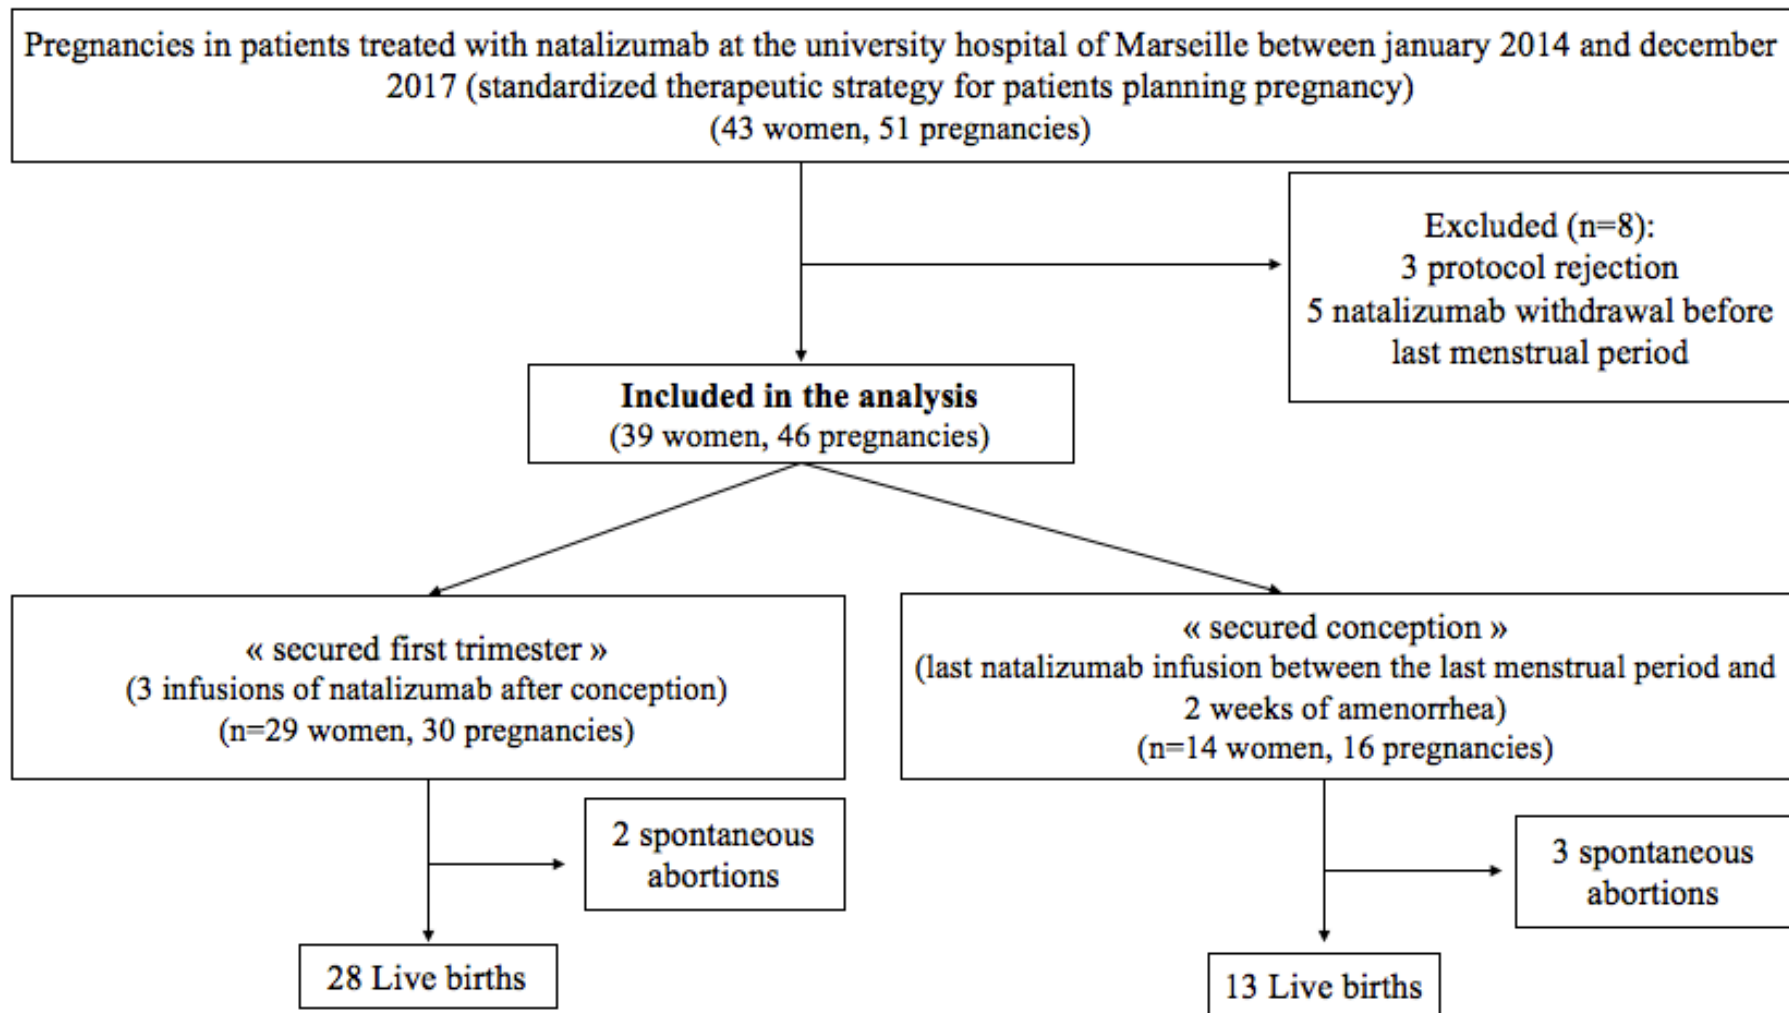 Pregnancies in patients treated with natalizumab at the university hospital of Marseille between january 2014 and december
2017 (standardized therapeutic strategy for patients planning pregnancy)
(43 women, 51 pregnancies)
Excluded (n=8):
3 protocol rejection
5 natalizumab withdrawal before
last menstrual period
Included in the analysis
(39 women, 46 pregnancies)
« secured first trimester »
(3 infusions of natalizumab after conception)
(n=29 women, 30 pregnancies)
« secured conception »
(last natalizumab infusion between the last menstrual period and
2 weeks of amenorrhea)
(n=14 women, 16 pregnancies)
2 spontaneous
abortions
3 spontaneous
abortions
28 Live births
13 Live births